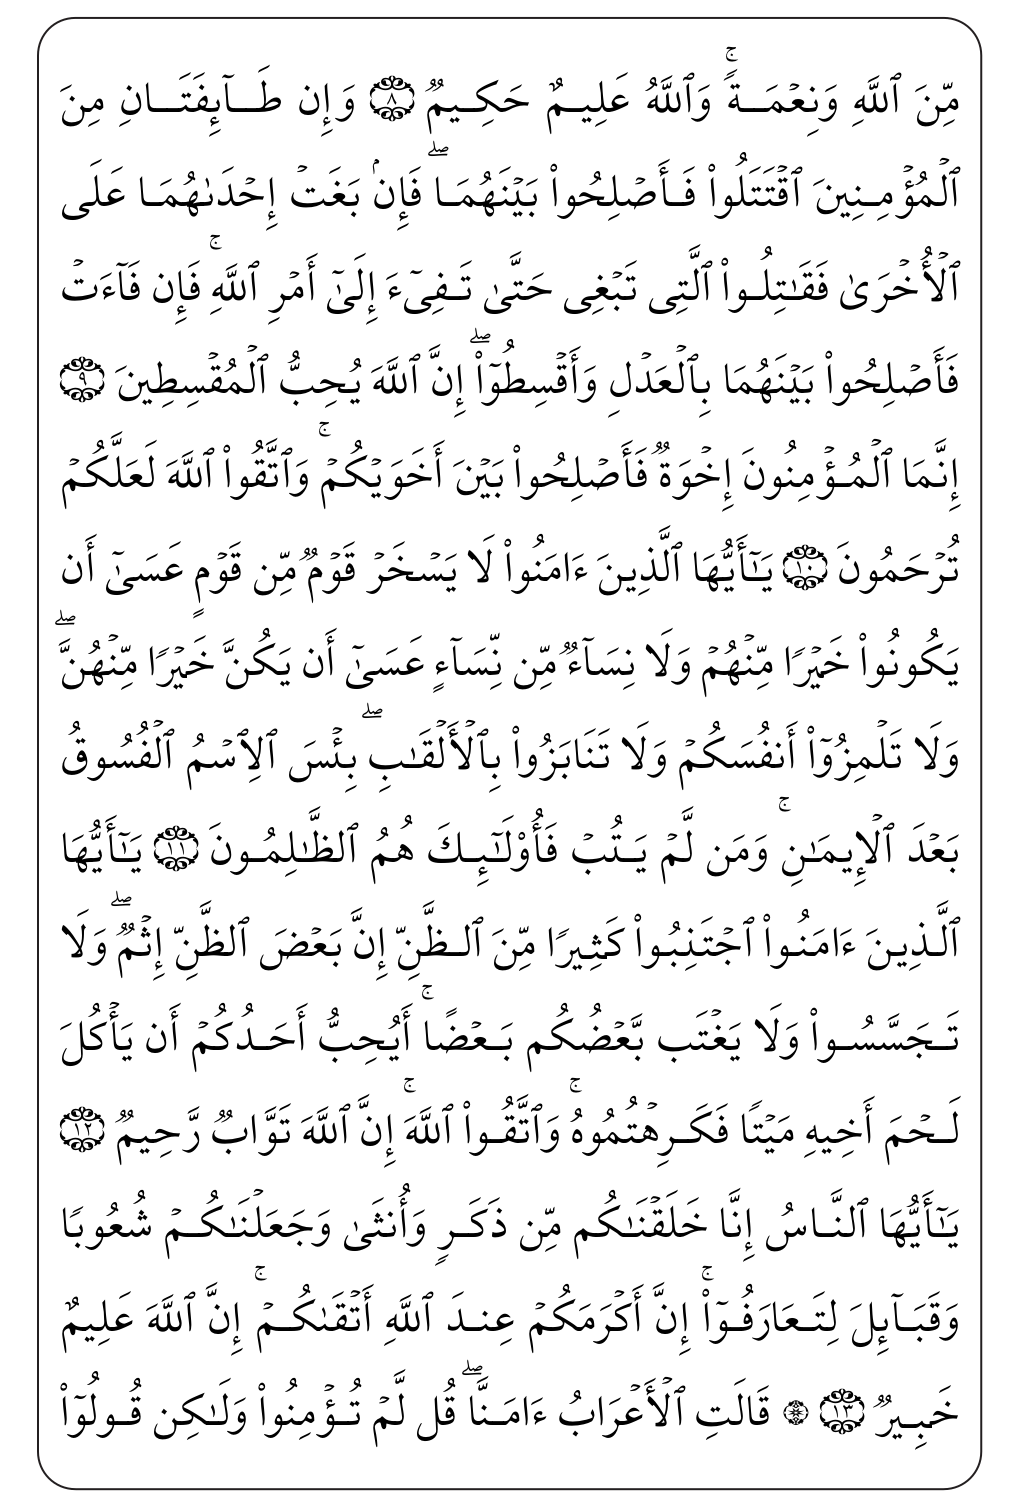 مِّنَ ٱللَّهِ وَنِعْمَةً ۚ وَٱللَّهُ عَلِيمٌ حَكِيمٌ ٨ وَإِن طَآئِفَتَانِ مِنَ
ٱلْمُؤْمِنِينَ ٱقْتَتَلُوا۟ فَأَصْلِحُوا۟ بَيْنَهُمَا ۖ فَإِنۢ بَغَتْ إِحْدَىٰهُمَا عَلَى
ٱلْأُخْرَىٰ فَقَـٰتِلُوا۟ ٱلَّتِى تَبْغِى حَتَّىٰ تَفِىٓءَ إِلَىٰٓ أَمْرِ ٱللَّهِ ۚ فَإِن فَآءَتْ
فَأَصْلِحُوا۟ بَيْنَهُمَا بِٱلْعَدْلِ وَأَقْسِطُوٓا۟ ۖ إِنَّ ٱللَّهَ يُحِبُّ ٱلْمُقْسِطِينَ ٩
إِنَّمَا ٱلْمُؤْمِنُونَ إِخْوَةٌ فَأَصْلِحُوا۟ بَيْنَ أَخَوَيْكُمْ ۚ وَٱتَّقُوا۟ ٱللَّهَ لَعَلَّكُمْ
تُرْحَمُونَ ١٠ يَـٰٓأَيُّهَا ٱلَّذِينَ ءَامَنُوا۟ لَا يَسْخَرْ قَوْمٌ مِّن قَوْمٍ عَسَىٰٓ أَن
يَكُونُوا۟ خَيْرًا مِّنْهُمْ وَلَا نِسَآءٌ مِّن نِّسَآءٍ عَسَىٰٓ أَن يَكُنَّ خَيْرًا مِّنْهُنَّ ۖ
وَلَا تَلْمِزُوٓا۟ أَنفُسَكُمْ وَلَا تَنَابَزُوا۟ بِٱلْأَلْقَـٰبِ ۖ بِئْسَ ٱلِٱسْمُ ٱلْفُسُوقُ
بَعْدَ ٱلْإِيمَـٰنِ ۚ وَمَن لَّمْ يَتُبْ فَأُو۟لَـٰٓئِكَ هُمُ ٱلظَّـٰلِمُونَ ١١ يَـٰٓأَيُّهَا
ٱلَّذِينَ ءَامَنُوا۟ ٱجْتَنِبُوا۟ كَثِيرًا مِّنَ ٱلظَّنِّ إِنَّ بَعْضَ ٱلظَّنِّ إِثْمٌ ۖ وَلَا
تَجَسَّسُوا۟ وَلَا يَغْتَب بَّعْضُكُم بَعْضًا ۚ أَيُحِبُّ أَحَدُكُمْ أَن يَأْكُلَ
لَحْمَ أَخِيهِ مَيْتًا فَكَرِهْتُمُوهُ ۚ وَٱتَّقُوا۟ ٱللَّهَ ۚ إِنَّ ٱللَّهَ تَوَّابٌ رَّحِيمٌ ١٢
يَـٰٓأَيُّهَا ٱلنَّاسُ إِنَّا خَلَقْنَـٰكُم مِّن ذَكَرٍ وَأُنثَىٰ وَجَعَلْنَـٰكُمْ شُعُوبًا
وَقَبَآئِلَ لِتَعَارَفُوٓا۟ ۚ إِنَّ أَكْرَمَكُمْ عِندَ ٱللَّهِ أَتْقَىٰكُمْ ۚ إِنَّ ٱللَّهَ عَلِيمٌ
خَبِيرٌ ١٣ ۞ قَالَتِ ٱلْأَعْرَابُ ءَامَنَّا ۖ قُل لَّمْ تُؤْمِنُوا۟ وَلَـٰكِن قُولُوٓا۟